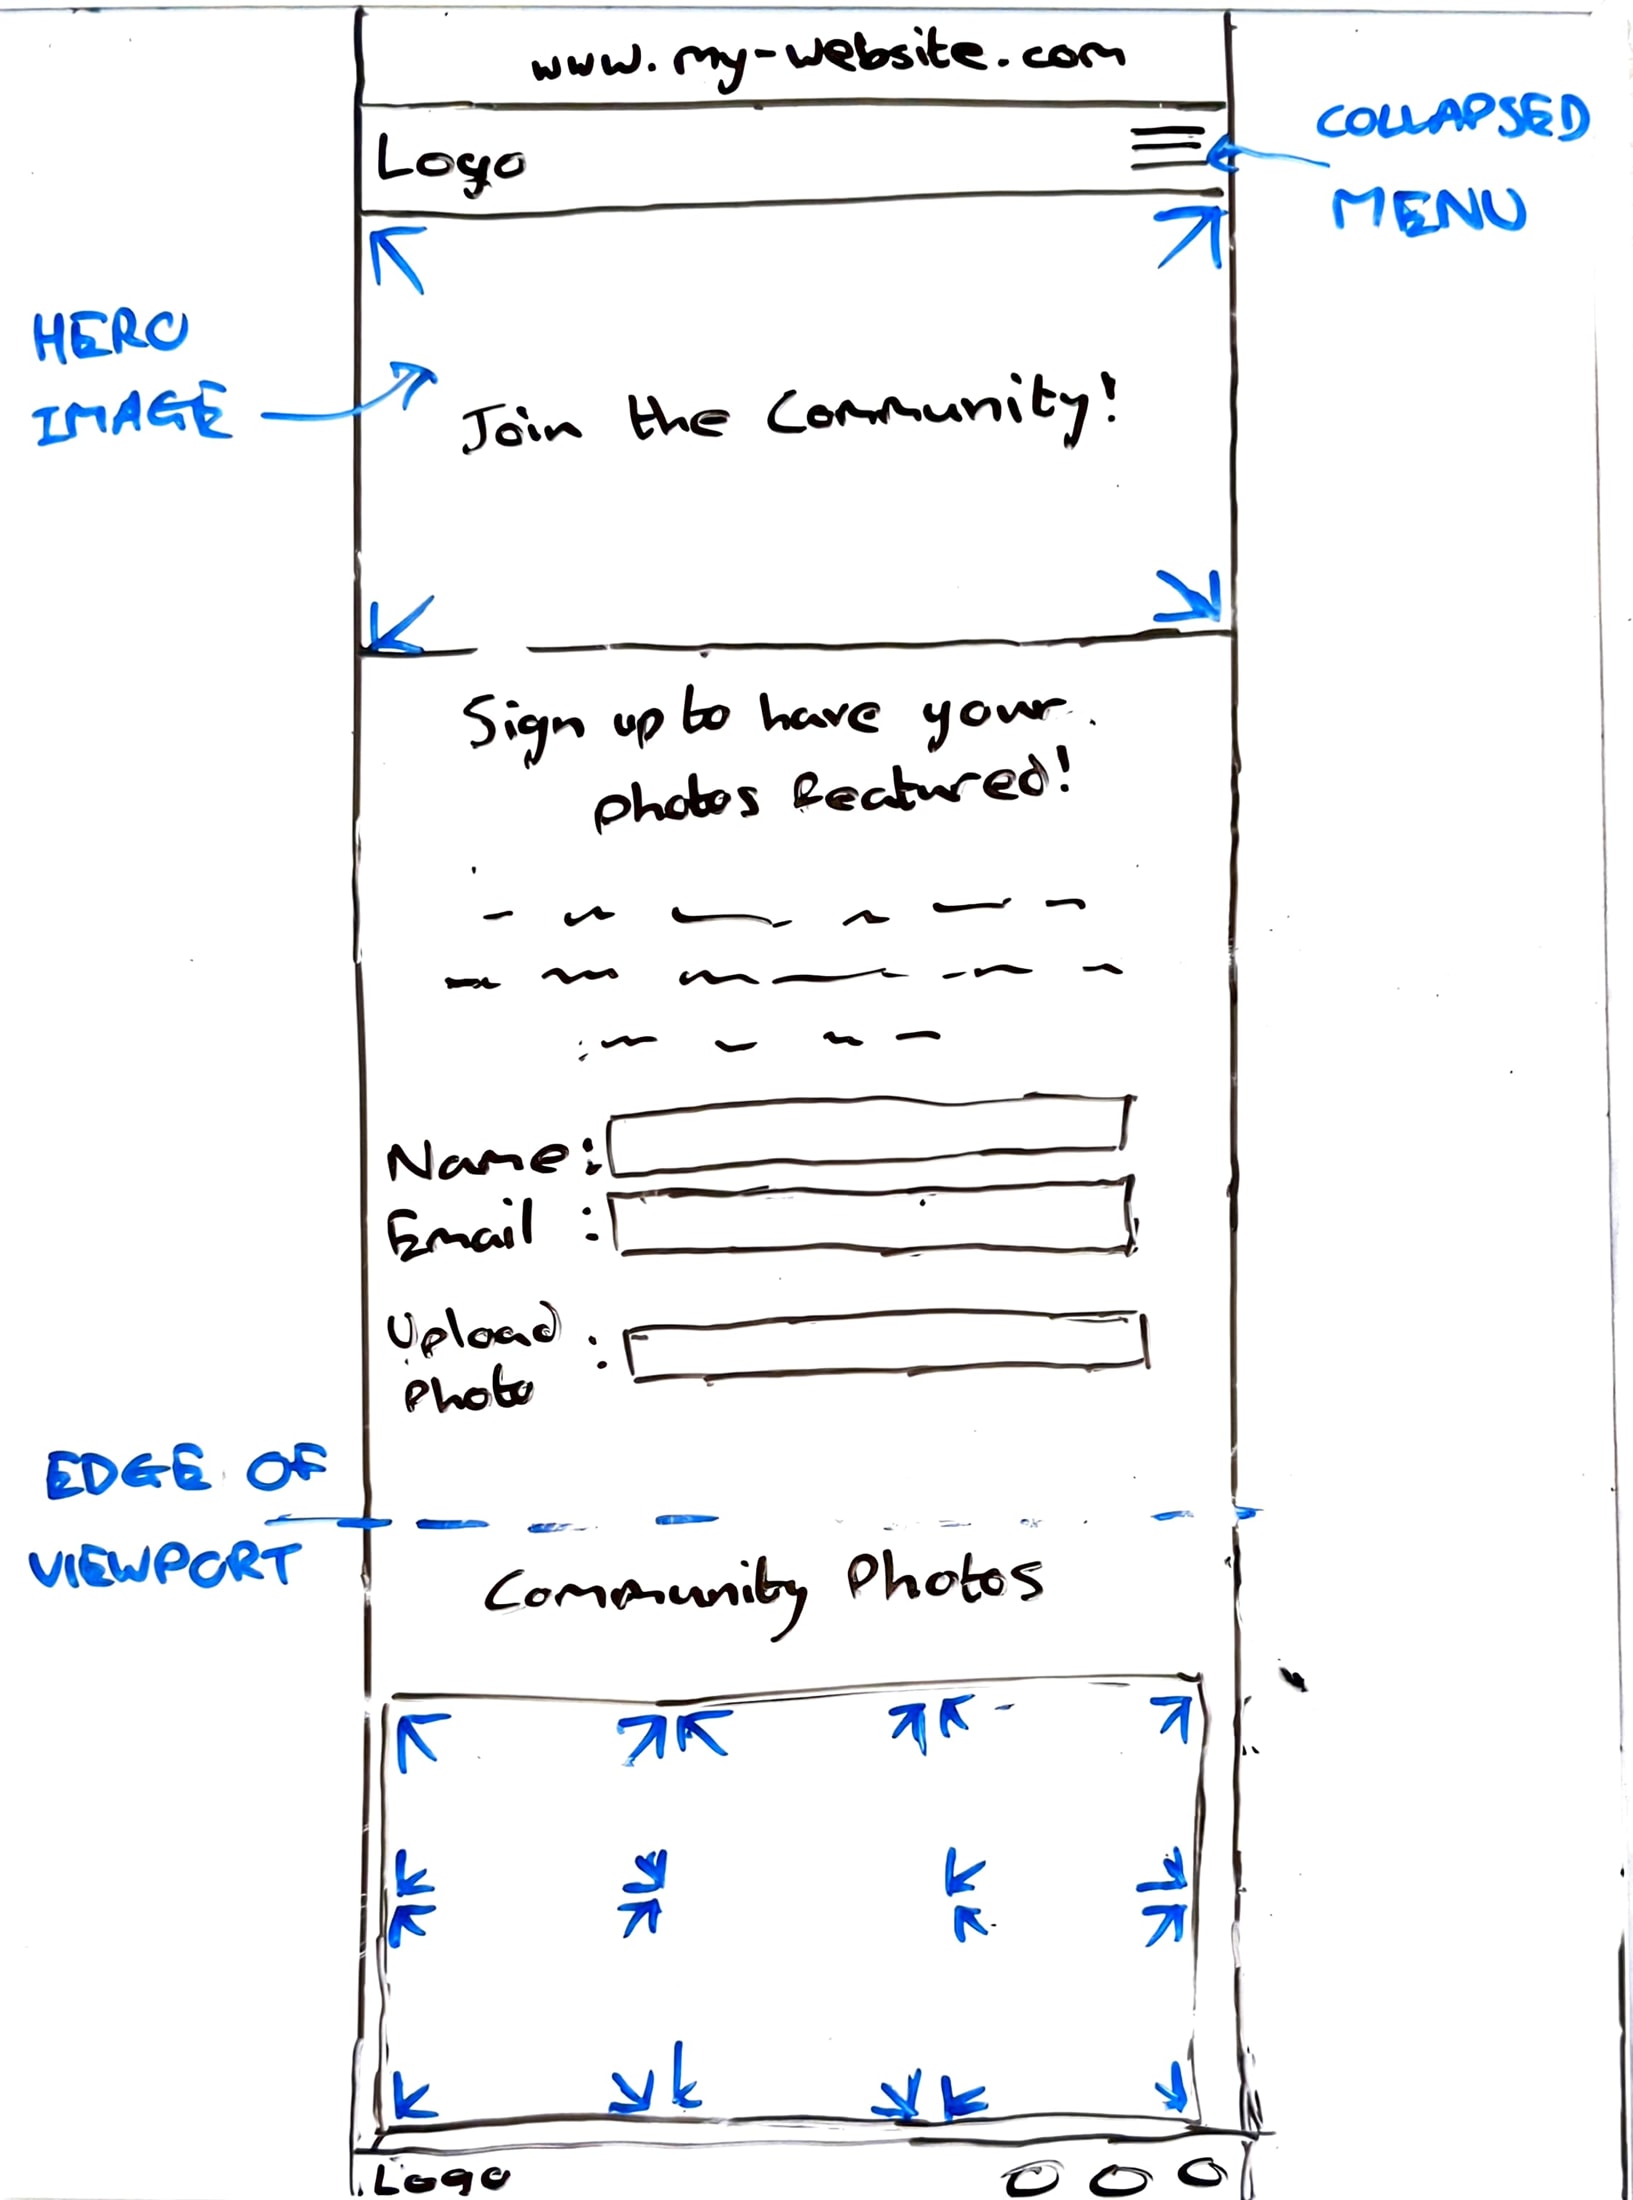 www.my-website.com
Logo
COLLAPSED
MENU
HERO
IMAGE
Join the Community!
Sign up to have your
photos featured!
Name:
Email :
Upload :
Photo
EDGE OF
VIEWPORT
Community Photos
Logo